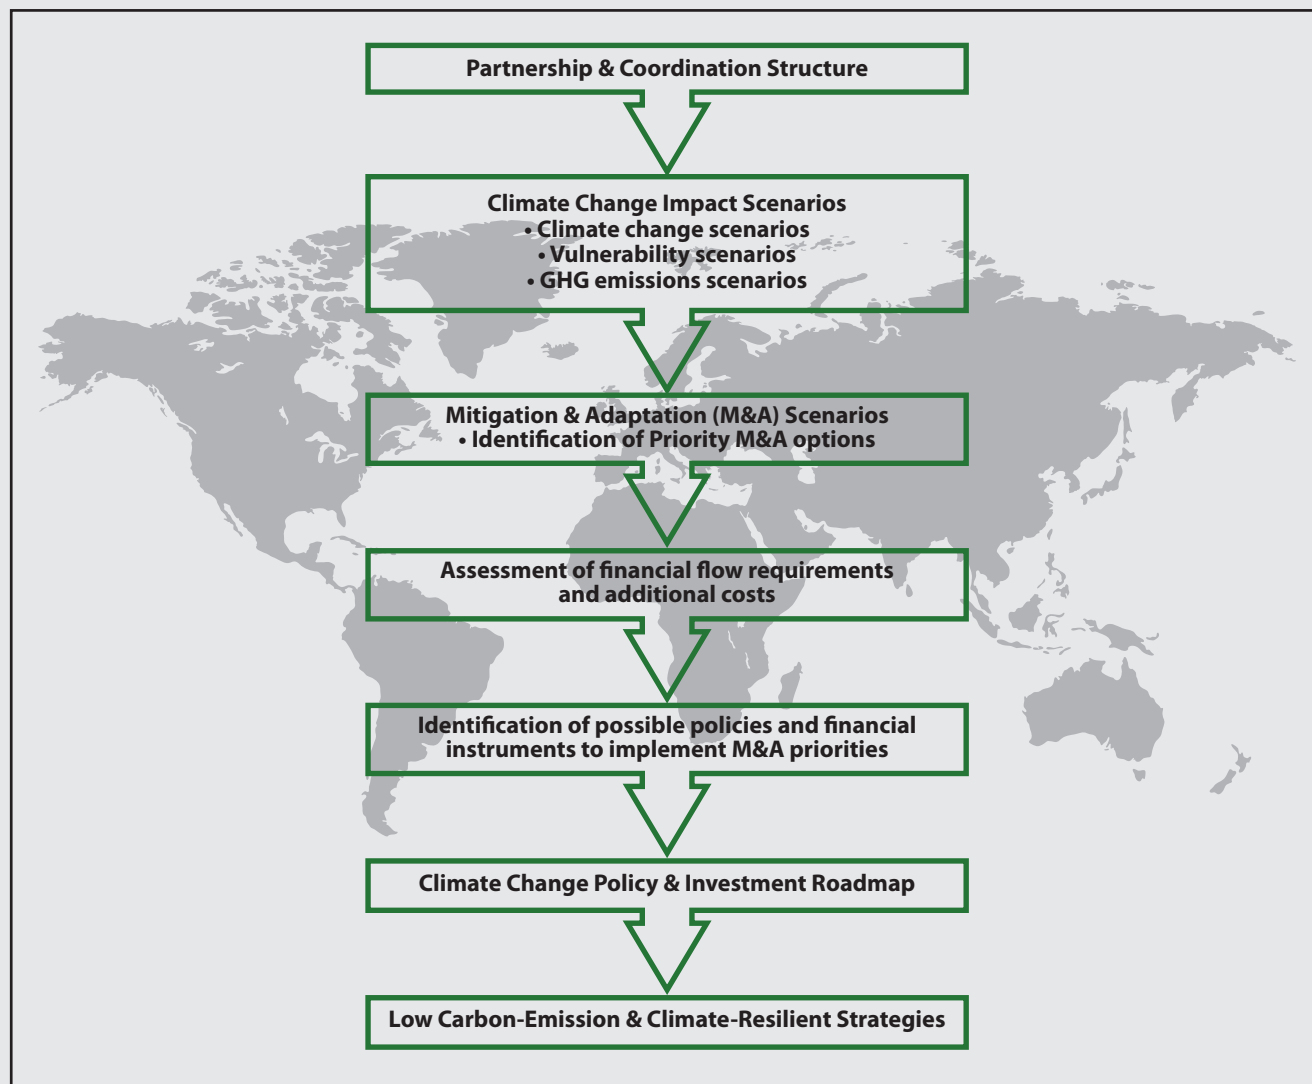 Partnership & Coordination Structure
Climate Change Impact Scenarios
• Climate change scenarios
• Vulnerability scenarios
• GHG emissions scenarios
Mitigation & Adaptation (M&A) Scenarios
• Identification of Priority M&A options
Assessment of financial flow requirements
and additional costs
Identification of possible policies and financial
instruments to implement M&A priorities
Climate Change Policy & Investment Roadmap
Low Carbon-Emission & Climate-Resilient Strategies